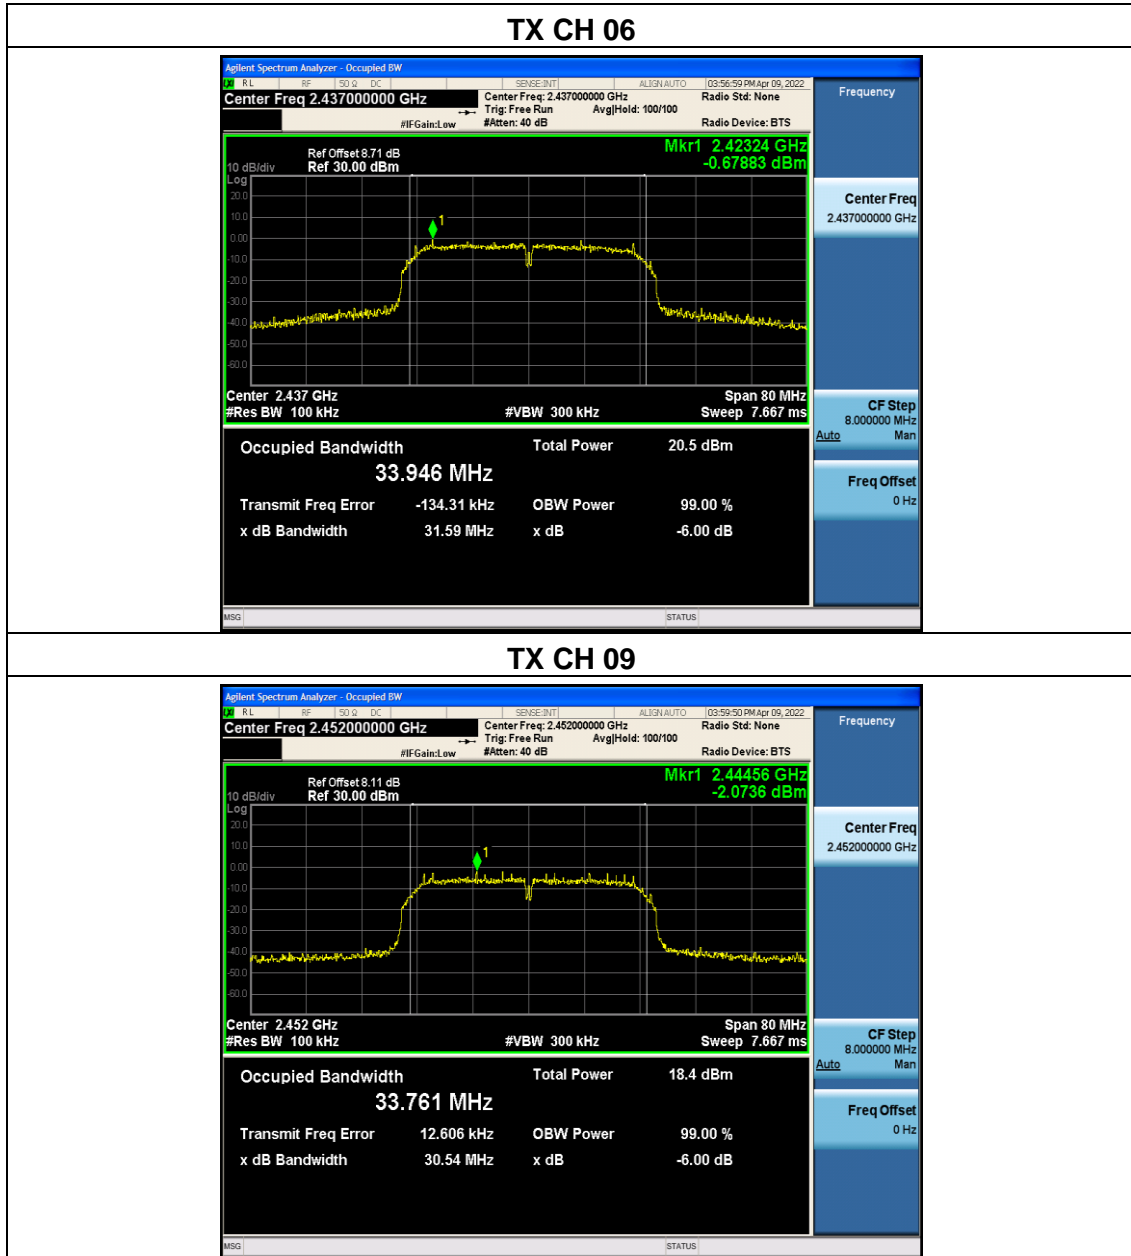 TX CH 06
Agilent Spectrum Analyzer - Occupied BW
LXI RL RF 50 Ω DC SENSE:INT ALIGN AUTO 03:56:59 PM Apr 09, 2022
Center Freq 2.437000000 GHz Center Freq: 2.437000000 GHz Radio Std: None Frequency
Trig: Free Run Avg|Hold: 100/100
#IFGain:Low #Atten: 40 dB Radio Device: BTS
Mkr1 2.42324 GHz
Ref Offset 8.71 dB -0.67883 dBm
10 dB/div Ref 30.00 dBm
Log
20.0
10.0
0.00
-10.0
-20.0
-30.0
-40.0
-50.0
-60.0
1
Center Freq
2.437000000 GHz
Center 2.437 GHz Span 80 MHz
#Res BW 100 kHz #VBW 300 kHz Sweep 7.667 ms
CF Step
8.000000 MHz
Auto Man
Occupied Bandwidth Total Power 20.5 dBm
33.946 MHz
Freq Offset
0 Hz
Transmit Freq Error -134.31 kHz OBW Power 99.00 %
x dB Bandwidth 31.59 MHz x dB -6.00 dB
MSG STATUS
TX CH 09
Agilent Spectrum Analyzer - Occupied BW
LXI RL RF 50 Ω DC SENSE:INT ALIGN AUTO 03:59:50 PM Apr 09, 2022
Center Freq 2.452000000 GHz Center Freq: 2.452000000 GHz Radio Std: None Frequency
Trig: Free Run Avg|Hold: 100/100
#IFGain:Low #Atten: 40 dB Radio Device: BTS
Mkr1 2.44456 GHz
Ref Offset 8.11 dB -2.0736 dBm
10 dB/div Ref 30.00 dBm
Log
20.0
10.0
0.00
-10.0
-20.0
-30.0
-40.0
-50.0
-60.0
1
Center Freq
2.452000000 GHz
Center 2.452 GHz Span 80 MHz
#Res BW 100 kHz #VBW 300 kHz Sweep 7.667 ms
CF Step
8.000000 MHz
Auto Man
Occupied Bandwidth Total Power 18.4 dBm
33.761 MHz
Freq Offset
0 Hz
Transmit Freq Error 12.606 kHz OBW Power 99.00 %
x dB Bandwidth 30.54 MHz x dB -6.00 dB
MSG STATUS